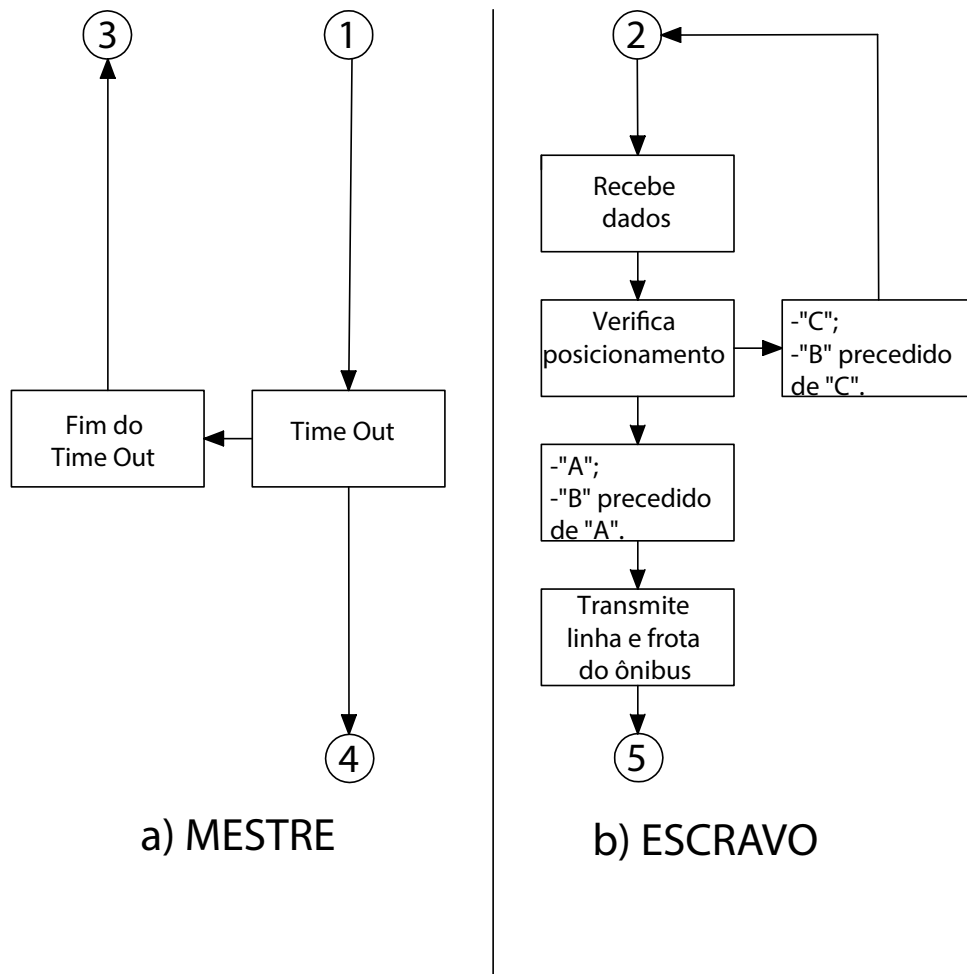 3
1
Time Out
Fim do
Time Out
4
a) MESTRE
2
Recebe
dados
Verifica
posicionamento
-"C";
-"B" precedido
de "C".
-"A";
-"B" precedido
de "A".
Transmite
linha e frota
do ônibus
5
b) ESCRAVO